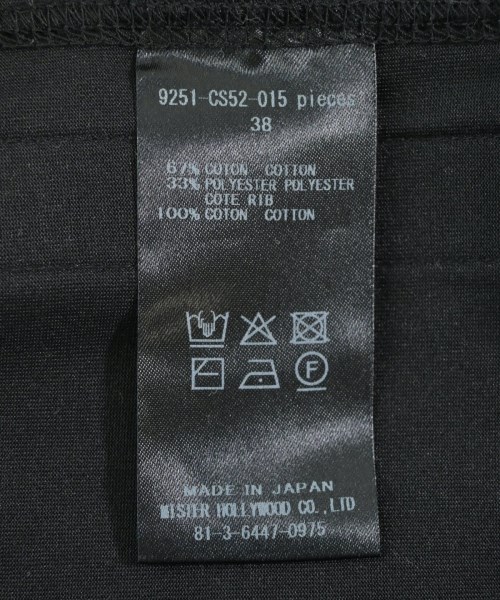 9251-CS52-015 pieces
38
67% COTON COTTON
33% POLYESTER POLYESTER
COTE RIB
100% COTON COTTON
F
MADE IN JAPAN
MISTER HOLLYWOOD CO.,LTD
81-3-6447-0975